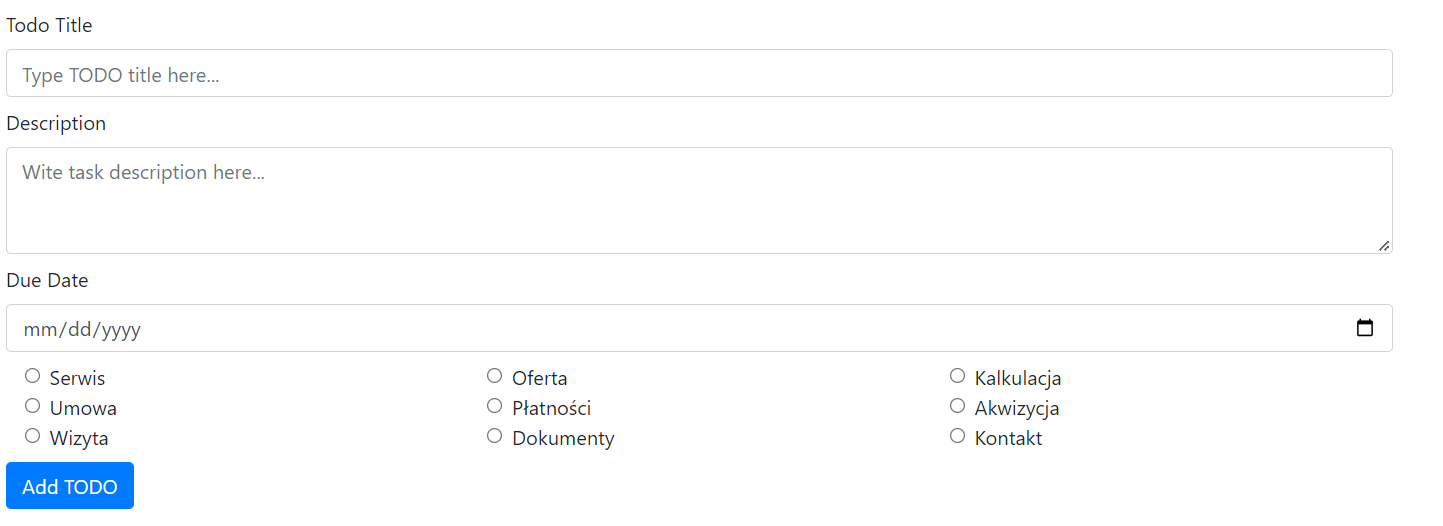 Todo Title
Type TODO title here...
Description
Wite task description here...
Due Date
mm/dd/yyyy
Serwis Oferta Kalkulacja
Umowa Płatności Akwizycja
Wizyta Dokumenty Kontakt
Add TODO